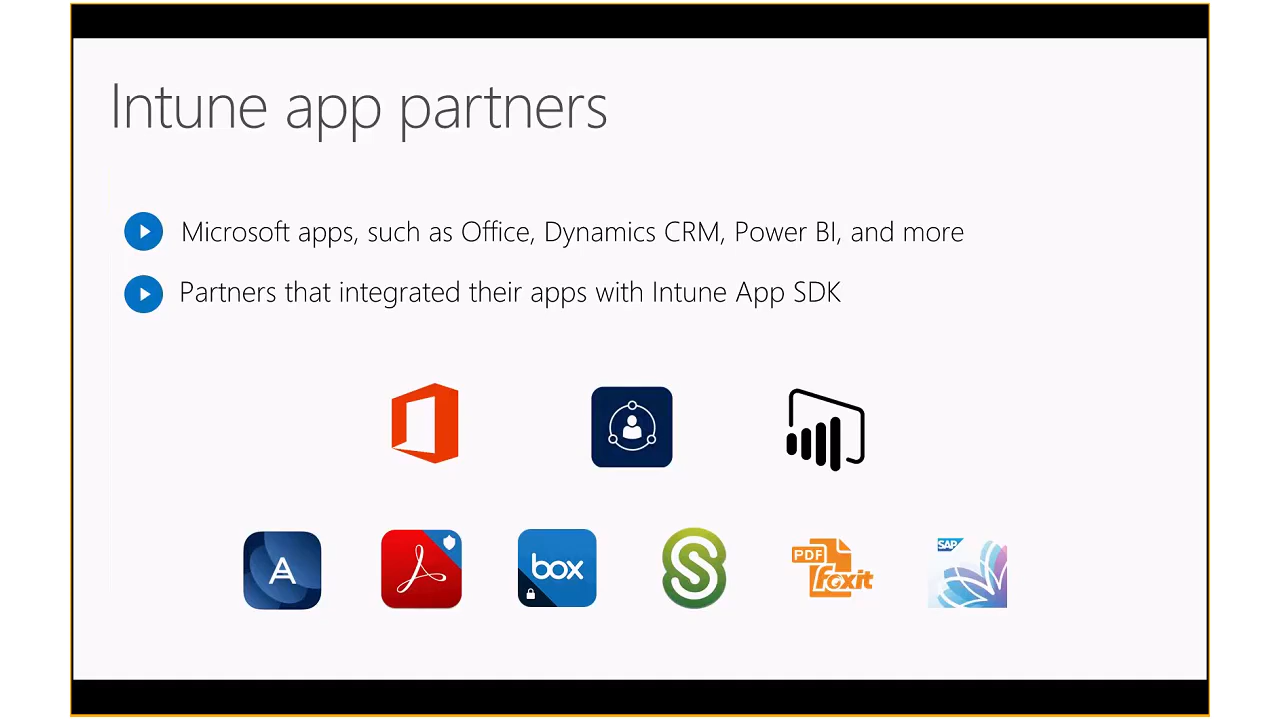 Intune app partners
Microsoft apps, such as Office, Dynamics CRM, Power BI, and more
Partners that integrated their apps with Intune App SDK
A
box
S
PDF
foxit
SAP